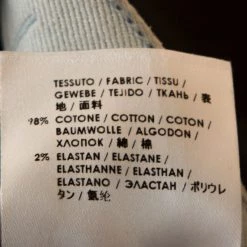 TESSUTO / FABRIC / TISSU /
GEWEBE / TEJIDO / ТКАНЬ / 表
地 / 面料
98% COTONE / COTTON / COTON /
BAUMWOLLE / ALGODON /
ХЛОПОК / 綿 / 棉
2% ELASTAN / ELASTANE /
ELASTHANNE / ELASTHAN /
ELASTANO / ЭЛАСТАН / ポリウレ
タン / 氨纶